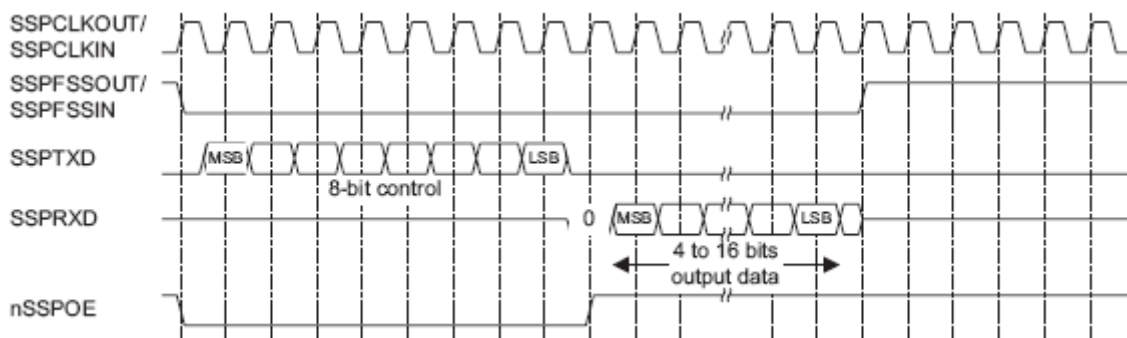 SSPCLKOUT/
SSPCLKIN
SSPFSSOUT/
SSPFSSIN
SSPTXD MSB LSB
8-bit control
SSPRXD 0 MSB LSB
4 to 16 bits
output data
nSSPOE